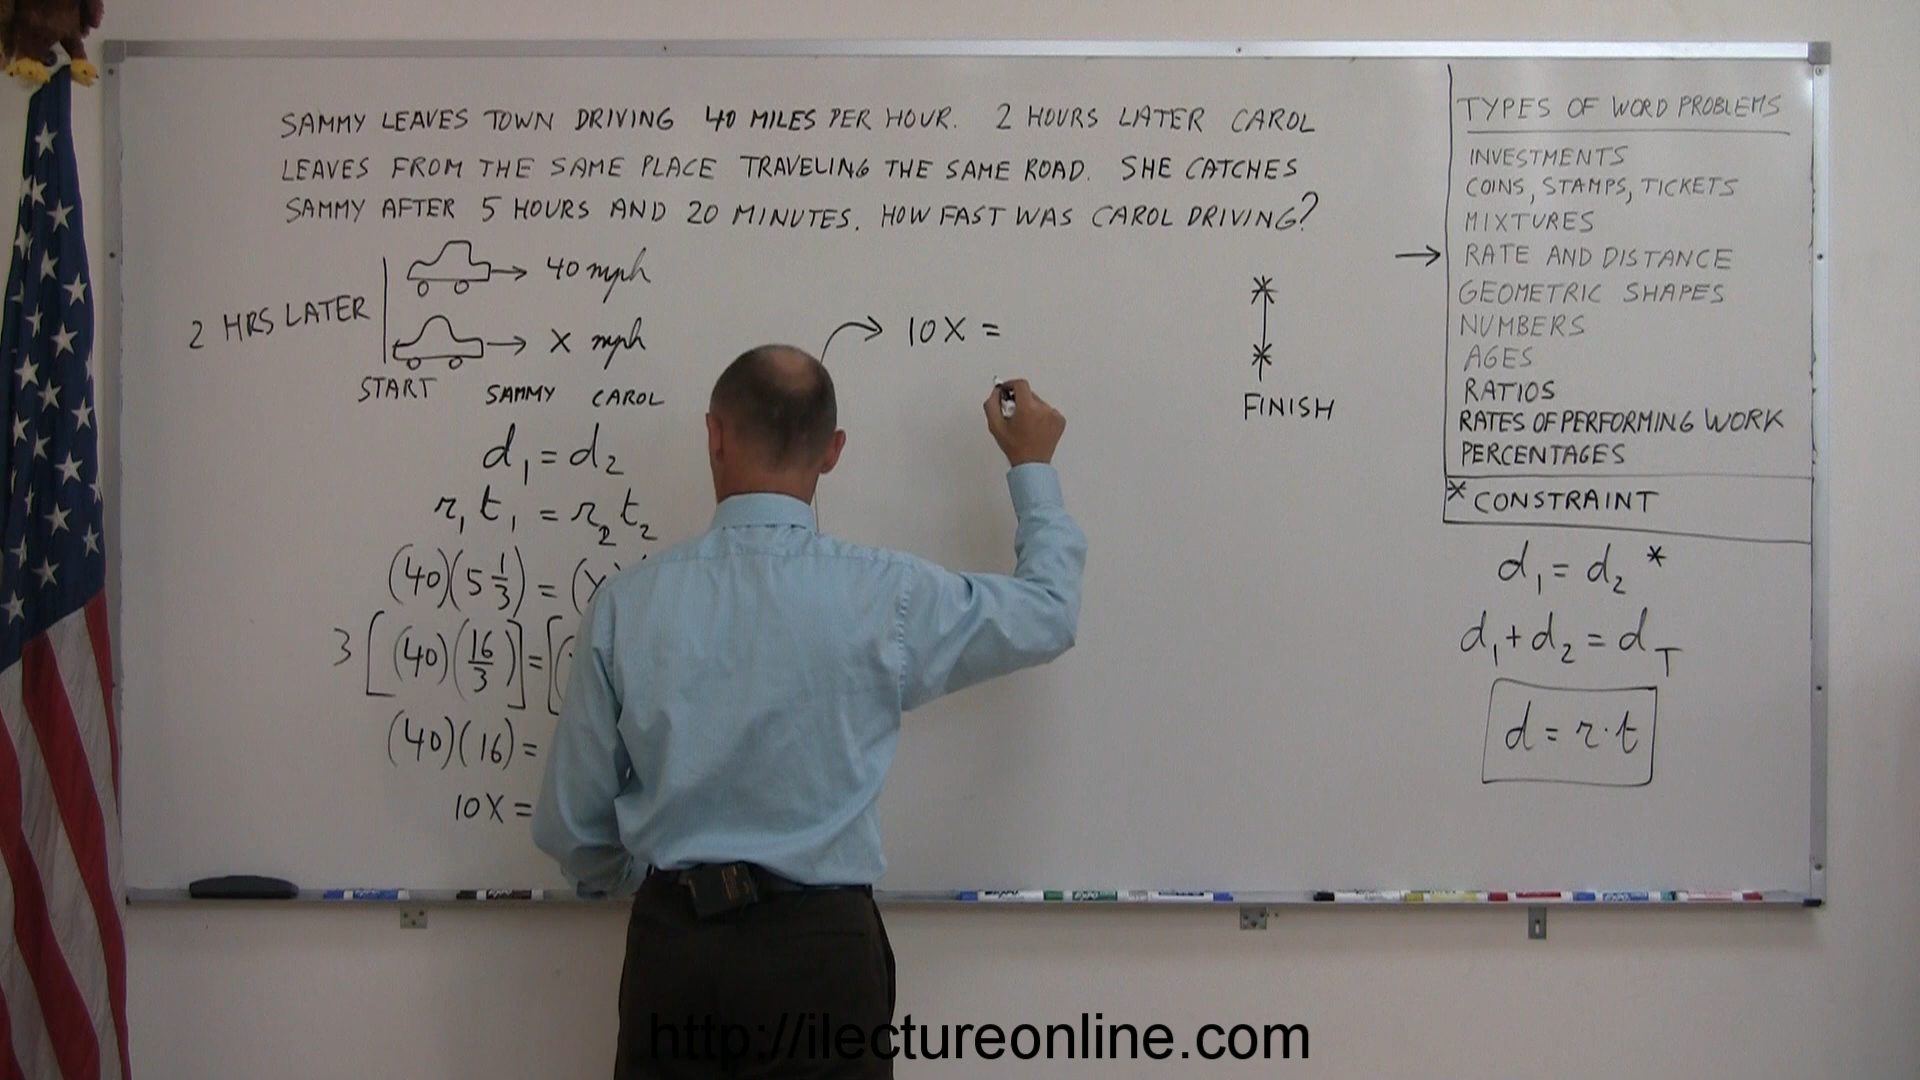 SAMMY LEAVES TOWN DRIVING 40 MILES PER HOUR. 2 HOURS LATER CAROL
LEAVES FROM THE SAME PLACE TRAVELING THE SAME ROAD. SHE CATCHES
SAMMY AFTER 5 HOURS AND 20 MINUTES. HOW FAST WAS CAROL DRIVING?
40 mph
2 HRS LATER
X mph
START SAMMY CAROL
d₁ = d₂
r₁ t₁ = r₂ t₂
(40)(5 1/3) = (X)
3 [(40)(16/3)] = [(
(40)(16) =
10X =
10X =
FINISH
TYPES OF WORD PROBLEMS
INVESTMENTS
COINS, STAMPS, TICKETS
MIXTURES
→ RATE AND DISTANCE
GEOMETRIC SHAPES
NUMBERS
AGES
RATIOS
RATES OF PERFORMING WORK
PERCENTAGES
* CONSTRAINT
d₁ = d₂ *
d₁ + d₂ = d_T
d = r · t
http://ilectureonline.com